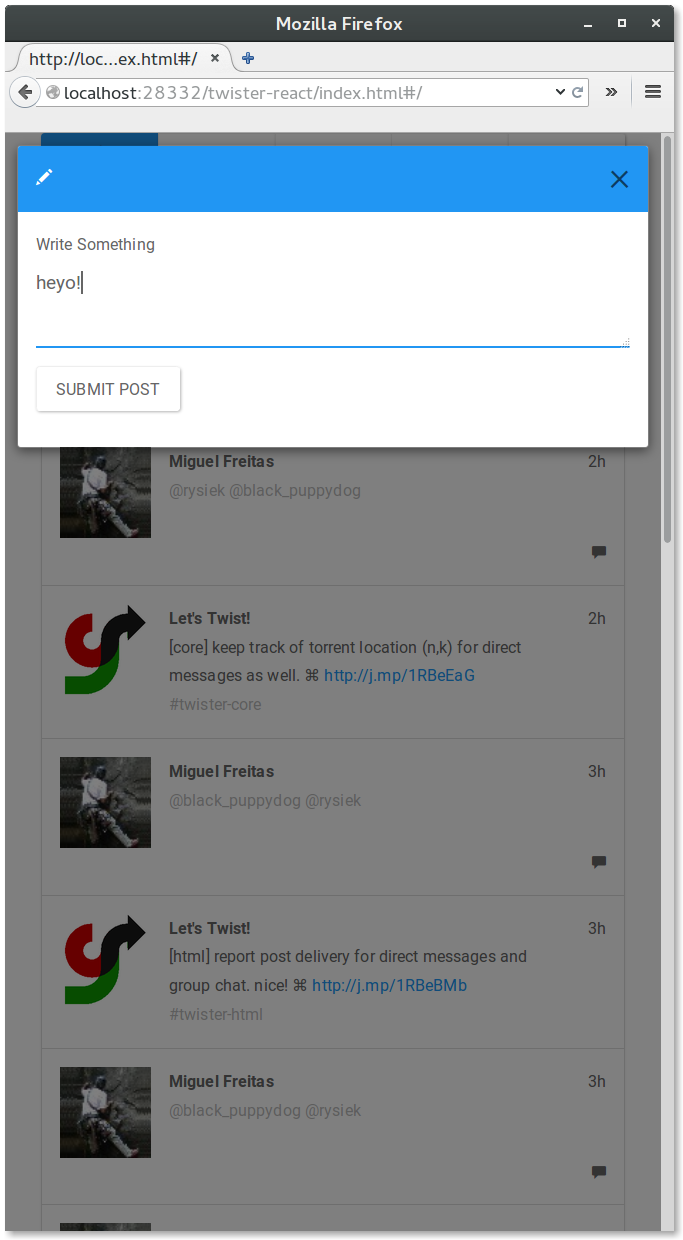 Mozilla Firefox
http://loc...ex.html#/
localhost:28332/twister-react/index.html#/
Write Something
heyo!
SUBMIT POST
Miguel Freitas 2h
@rysiek @black_puppydog
Let's Twist! 2h
[core] keep track of torrent location (n,k) for direct
messages as well. ⌘ http://j.mp/1RBeEaG
#twister-core
Miguel Freitas 3h
@black_puppydog @rysiek
Let's Twist! 3h
[html] report post delivery for direct messages and
group chat. nice! ⌘ http://j.mp/1RBeBMb
#twister-html
Miguel Freitas 3h
@black_puppydog @rysiek